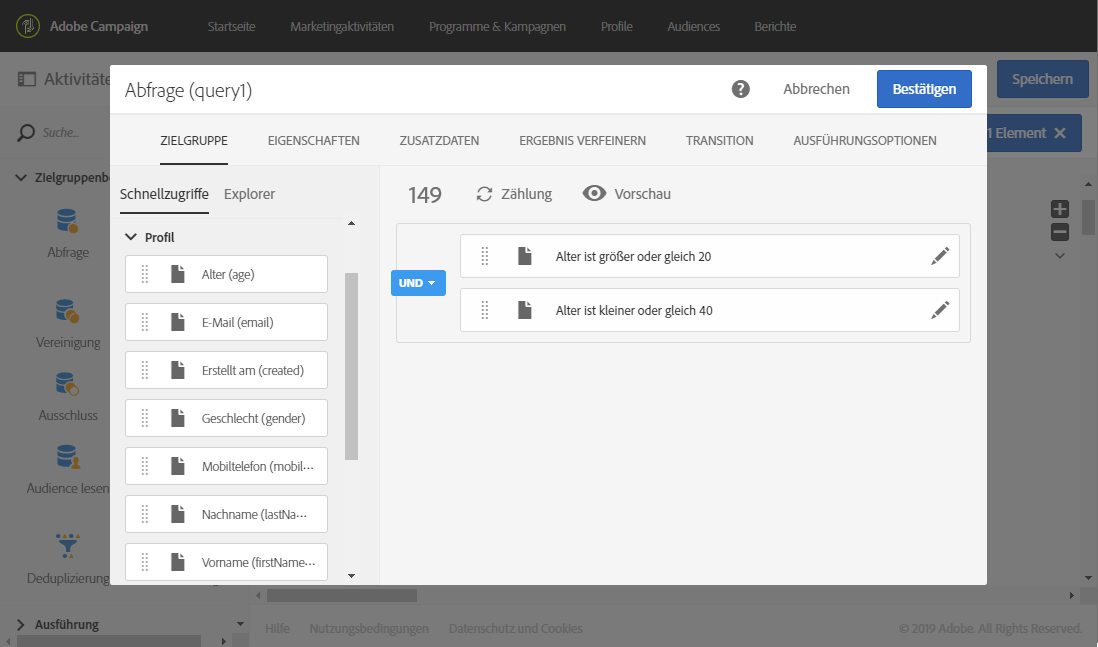 Adobe Campaign Startseite Marketingaktivitäten Programme & Kampagnen Profile Audiences Berichte
Aktivitäte
Speichern
Abfrage (query1)
? Abbrechen Bestätigen
Suche...
1 Element
ZIELGRUPPE EIGENSCHAFTEN ZUSATZDATEN ERGEBNIS VERFEINERN TRANSITION AUSFÜHRUNGSOPTIONEN
Zielgruppenb
Schnellzugriffe Explorer
149 Zählung Vorschau
Profil
Abfrage
Alter (age)
E-Mail (email)
Erstellt am (created)
Geschlecht (gender)
Mobiltelefon (mobil...
Nachname (lastNa...
Vorname (firstName...
UND
Alter ist größer oder gleich 20
Alter ist kleiner oder gleich 40
Vereinigung
Ausschluss
Audience lesen
Deduplizierung
Ausführung
Hilfe Nutzungsbedingungen Datenschutz und Cookies © 2019 Adobe. All Rights Reserved.